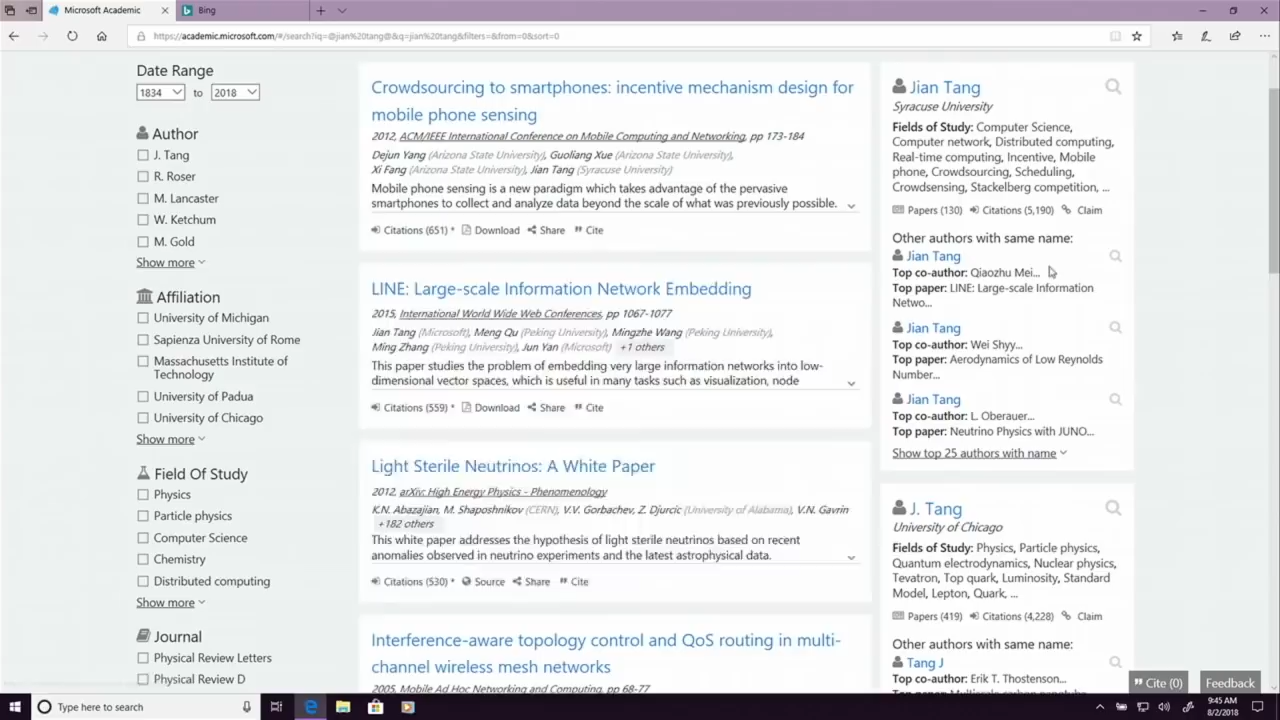 Microsoft Academic
Bing
https://academic.microsoft.com/#/search?iq=@jian%20tang@&q=jian%20tang&filters=&from=0&sort=0
Date Range
1834 to 2018
Author
J. Tang
R. Roser
M. Lancaster
W. Ketchum
M. Gold
Show more
Affiliation
University of Michigan
Sapienza University of Rome
Massachusetts Institute of
Technology
University of Padua
University of Chicago
Show more
Field Of Study
Physics
Particle physics
Computer Science
Chemistry
Distributed computing
Show more
Journal
Physical Review Letters
Physical Review D
Crowdsourcing to smartphones: incentive mechanism design for
mobile phone sensing
2012, ACM/IEEE International Conference on Mobile Computing and Networking, pp 173-184
Dejun Yang (Arizona State University), Guoliang Xue (Arizona State University),
Xi Fang (Arizona State University), Jian Tang (Syracuse University)
Mobile phone sensing is a new paradigm which takes advantage of the pervasive
smartphones to collect and analyze data beyond the scale of what was previously possible.
Citations (651) * Download Share Cite
LINE: Large-scale Information Network Embedding
2015, International World Wide Web Conferences, pp 1067-1077
Jian Tang (Microsoft), Meng Qu (Peking University), Mingzhe Wang (Peking University),
Ming Zhang (Peking University), Jun Yan (Microsoft) +1 others
This paper studies the problem of embedding very large information networks into low-
dimensional vector spaces, which is useful in many tasks such as visualization, node
Citations (559) * Download Share Cite
Light Sterile Neutrinos: A White Paper
2012, arXiv: High Energy Physics - Phenomenology
K.N. Abazajian, M. Shaposhnikov (CERN), V.V. Gorbachev, Z. Djurcic (University of Alabama), V.N. Gavrin
+182 others
This white paper addresses the hypothesis of light sterile neutrinos based on recent
anomalies observed in neutrino experiments and the latest astrophysical data.
Citations (530) * Source Share Cite
Interference-aware topology control and QoS routing in multi-
channel wireless mesh networks
2005, Mobile Ad Hoc Networking and Computing, pp 68-77
Jian Tang
Syracuse University
Fields of Study: Computer Science,
Computer network, Distributed computing,
Real-time computing, Incentive, Mobile
phone, Crowdsourcing, Scheduling,
Crowdsensing, Stackelberg competition, ...
Papers (130) Citations (5,190) Claim
Other authors with same name:
Jian Tang
Top co-author: Qiaozhu Mei...
Top paper: LINE: Large-scale Information
Netwo...
Jian Tang
Top co-author: Wei Shyy...
Top paper: Aerodynamics of Low Reynolds
Number...
Jian Tang
Top co-author: L. Oberauer...
Top paper: Neutrino Physics with JUNO...
Show top 25 authors with name
J. Tang
University of Chicago
Fields of Study: Physics, Particle physics,
Quantum electrodynamics, Nuclear physics,
Tevatron, Top quark, Luminosity, Standard
Model, Lepton, Quark, ...
Papers (419) Citations (4,228) Claim
Other authors with same name:
Tang J
Top co-author: Erik T. Thostenson...
Cite (0) Feedback
Type here to search
9:45 AM
8/2/2018